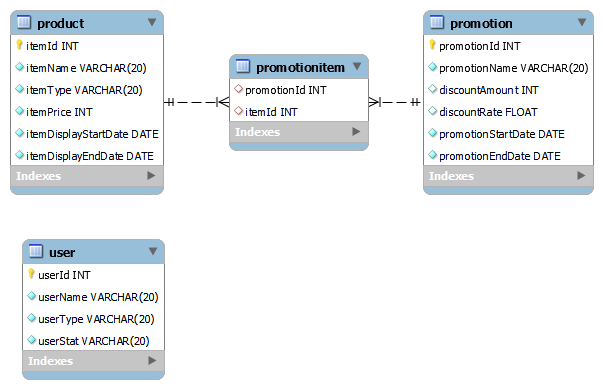 product
itemId INT
itemName VARCHAR(20)
itemType VARCHAR(20)
itemPrice INT
itemDisplayStartDate DATE
itemDisplayEndDate DATE
Indexes
promotionitem
promotionId INT
itemId INT
Indexes
promotion
promotionId INT
promotionName VARCHAR(20)
discountAmount INT
discountRate FLOAT
promotionStartDate DATE
promotionEndDate DATE
Indexes
user
userId INT
userName VARCHAR(20)
userType VARCHAR(20)
userStat VARCHAR(20)
Indexes